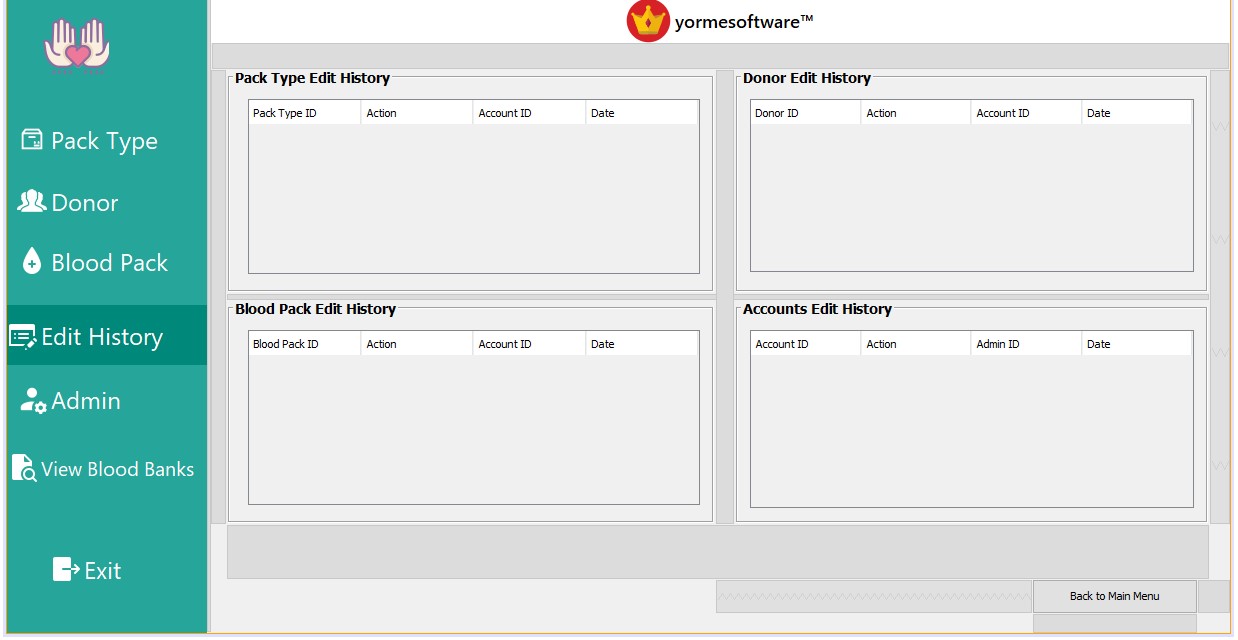 yormesoftware™
Pack Type
Donor
Blood Pack
Edit History
Admin
View Blood Banks
Exit
Pack Type Edit History
Pack Type ID Action Account ID Date
Donor Edit History
Donor ID Action Account ID Date
Blood Pack Edit History
Blood Pack ID Action Account ID Date
Accounts Edit History
Account ID Action Admin ID Date
Back to Main Menu